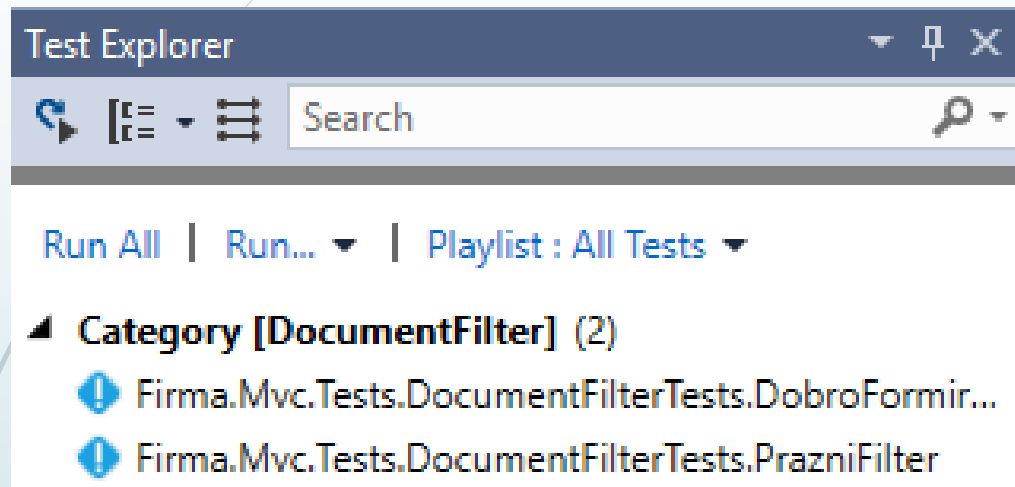 Test Explorer
Search
Run All | Run... | Playlist : All Tests
Category [DocumentFilter] (2)
Firma.Mvc.Tests.DocumentFilterTests.DobroFormir...
Firma.Mvc.Tests.DocumentFilterTests.PrazniFilter